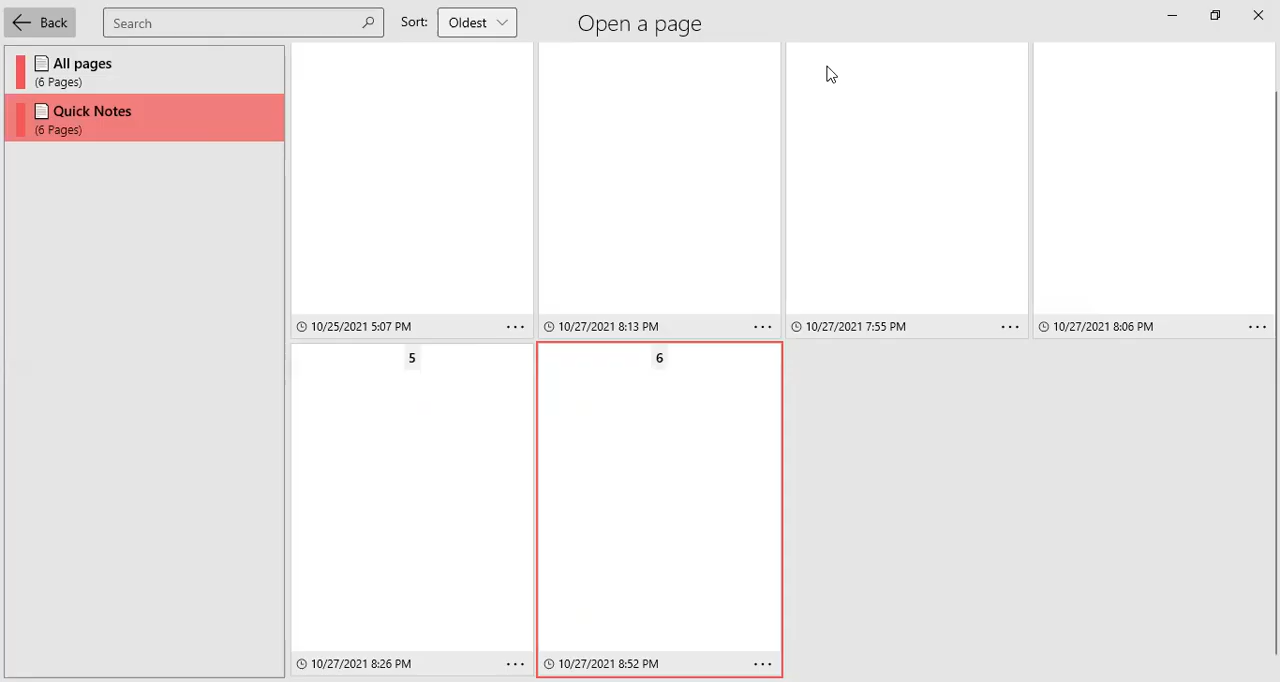 Back
Search
Sort:
Oldest
Open a page
All pages
(6 Pages)
Quick Notes
(6 Pages)
10/25/2021 5:07 PM
10/27/2021 8:13 PM
10/27/2021 7:55 PM
10/27/2021 8:06 PM
5
6
10/27/2021 8:26 PM
10/27/2021 8:52 PM